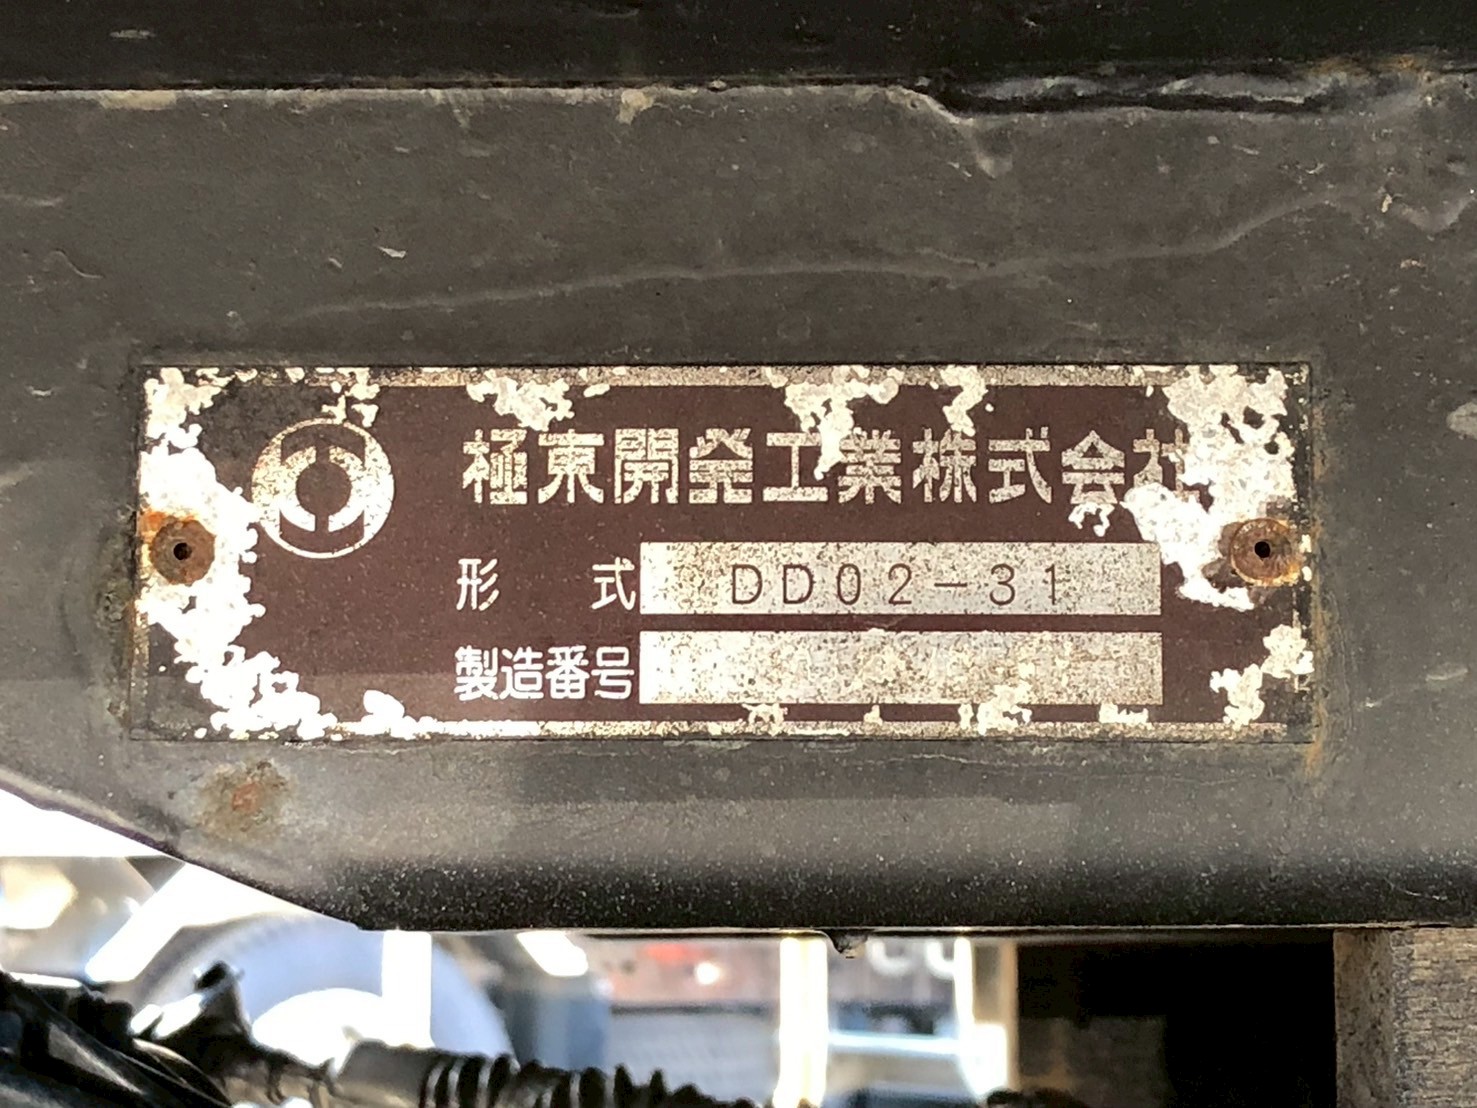 極東開発工業株式会社
形 式 DD02-31
製造番号